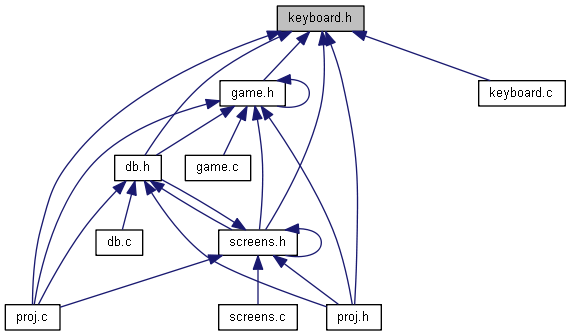 keyboard.h
game.h
keyboard.c
db.h
game.c
db.c
screens.h
proj.c
screens.c
proj.h